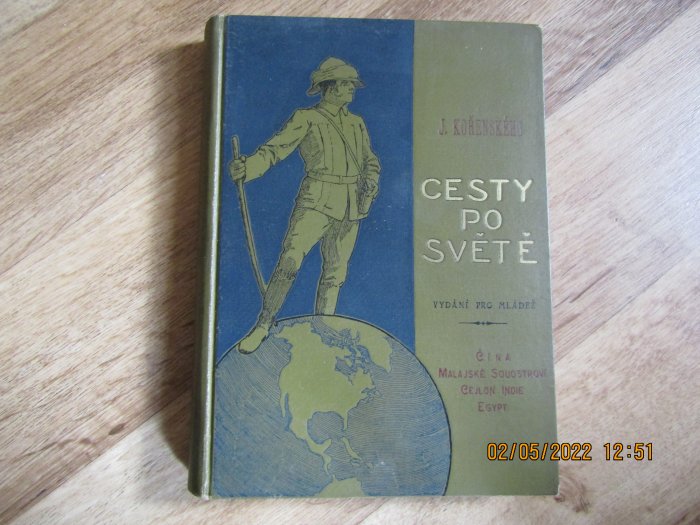 J. KOŘENSKÉHO
CESTY
PO
SVĚTĚ
VYDÁNÍ PRO MLÁDEŽ
ČÍNA
MALAJSKÉ SOUOSTROVÍ
CEJLON INDIE
EGYPT
02/05/2022 12:51